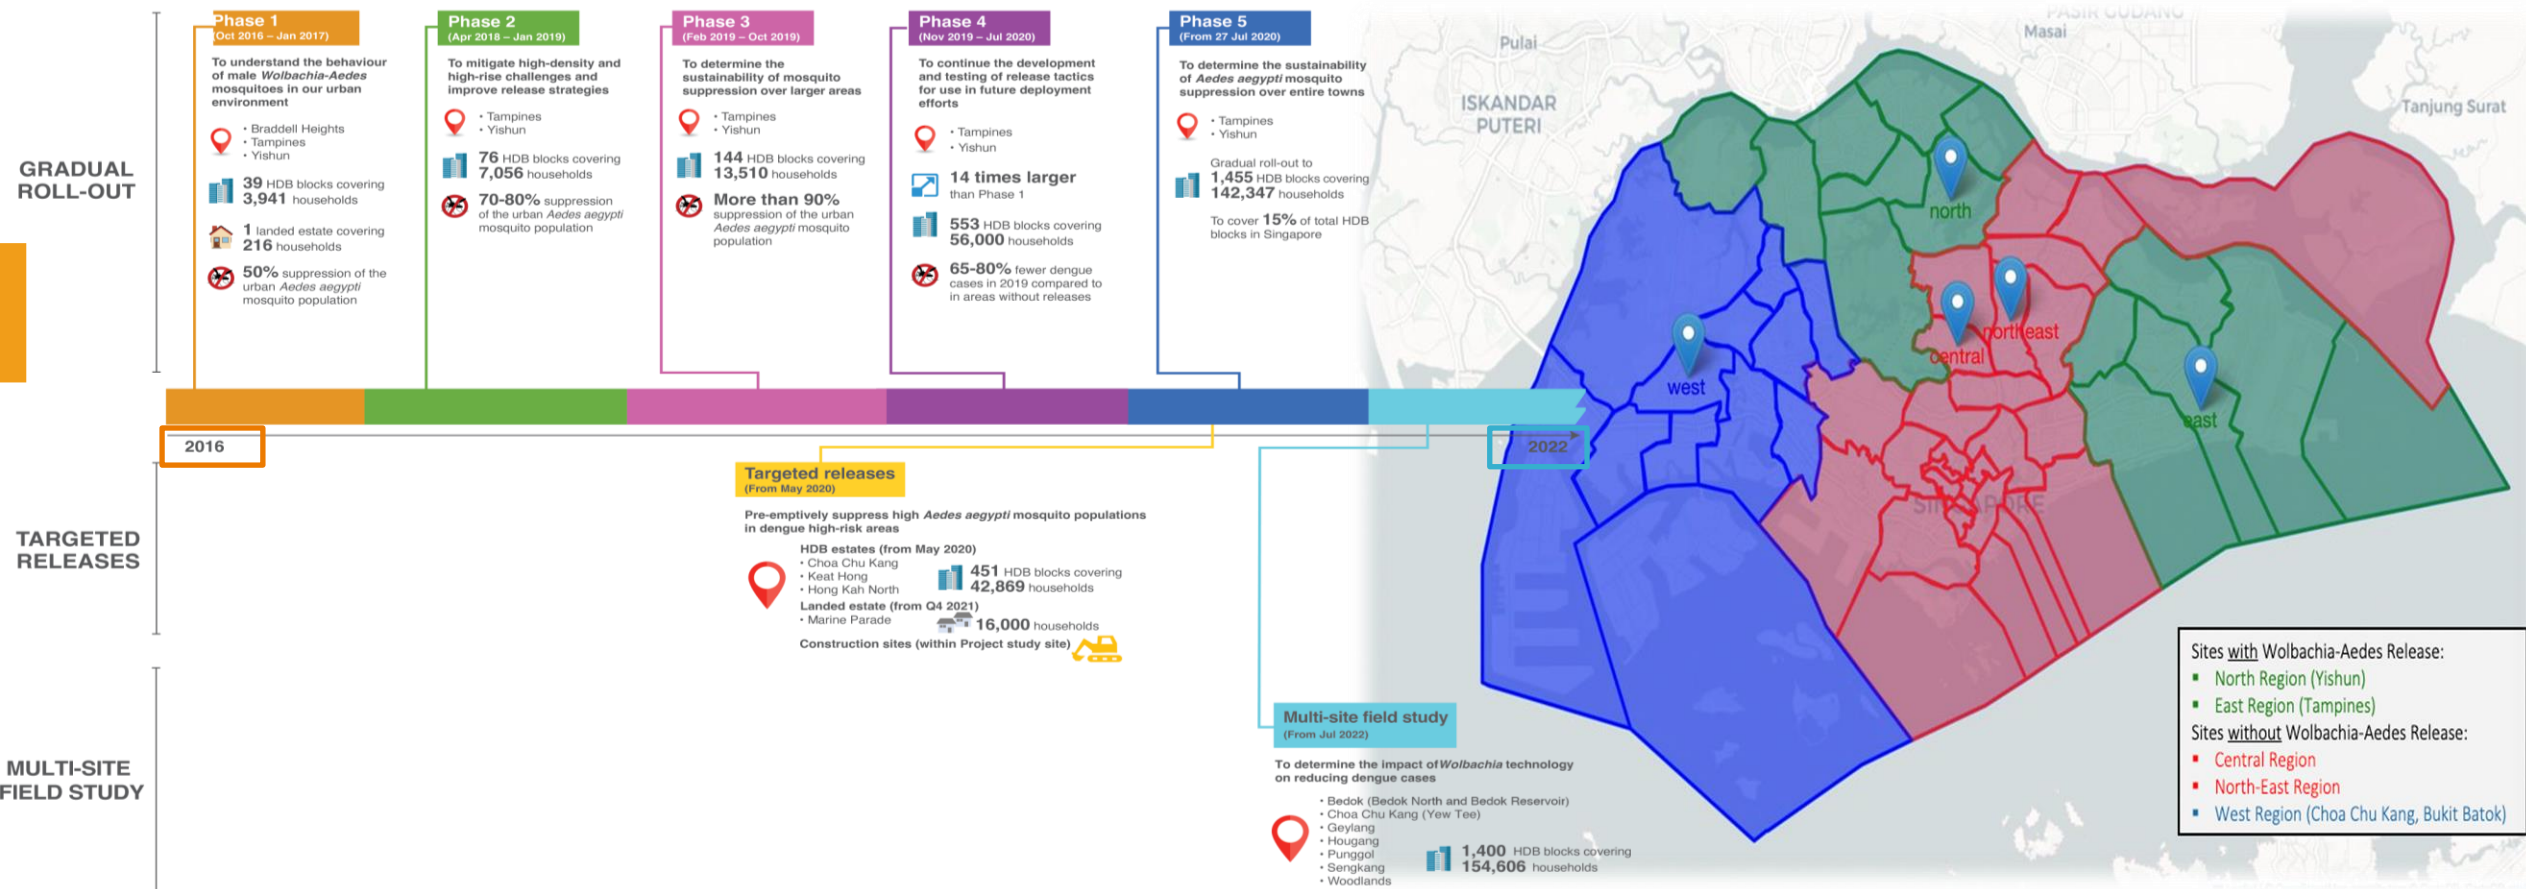 GRADUAL
ROLL-OUT
Phase 1
(Oct 2016 – Jan 2017)
To understand the behaviour
of male Wolbachia-Aedes
mosquitoes in our urban
environment
• Braddell Heights
• Tampines
• Yishun
39 HDB blocks covering
3,941 households
1 landed estate covering
216 households
50% suppression of the
urban Aedes aegypti
mosquito population
Phase 2
(Apr 2018 – Jan 2019)
To mitigate high-density and
high-rise challenges and
improve release strategies
• Tampines
• Yishun
76 HDB blocks covering
7,056 households
70-80% suppression
of the urban Aedes aegypti
mosquito population
Phase 3
(Feb 2019 – Oct 2019)
To determine the
sustainability of mosquito
suppression over larger areas
• Tampines
• Yishun
144 HDB blocks covering
13,510 households
More than 90%
suppression of the urban
Aedes aegypti mosquito
population
Phase 4
(Nov 2019 – Jul 2020)
To continue the development
and testing of release tactics
for use in future deployment
efforts
• Tampines
• Yishun
14 times larger
than Phase 1
553 HDB blocks covering
56,000 households
65-80% fewer dengue
cases in 2019 compared to
in areas without releases
Phase 5
(From 27 Jul 2020)
To determine the sustainability
of Aedes aegypti mosquito
suppression over entire towns
• Tampines
• Yishun
Gradual roll-out to
1,455 HDB blocks covering
142,347 households
To cover 15% of total HDB
blocks in Singapore
2016
2022
TARGETED
RELEASES
Targeted releases
(From May 2020)
Pre-emptively suppress high Aedes aegypti mosquito populations
in dengue high-risk areas
HDB estates (from May 2020)
• Choa Chu Kang
• Keat Hong
• Hong Kah North
451 HDB blocks covering
42,869 households
Landed estate (from Q4 2021)
• Marine Parade
16,000 households
Construction sites (within Project study site)
MULTI-SITE
FIELD STUDY
Multi-site field study
(From Jul 2022)
To determine the impact of Wolbachia technology
on reducing dengue cases
• Bedok (Bedok North and Bedok Reservoir)
• Choa Chu Kang (Yew Tee)
• Geylang
• Hougang
• Punggol
• Sengkang
• Woodlands
1,400 HDB blocks covering
154,606 households
PASIR GUDANG
Masai
Pulai
ISKANDAR
PUTERI
Tanjung Surat
north
northeast
central
west
east
SINGAPORE
Sites with Wolbachia-Aedes Release:
▪ North Region (Yishun)
▪ East Region (Tampines)
Sites without Wolbachia-Aedes Release:
▪ Central Region
▪ North-East Region
▪ West Region (Choa Chu Kang, Bukit Batok)